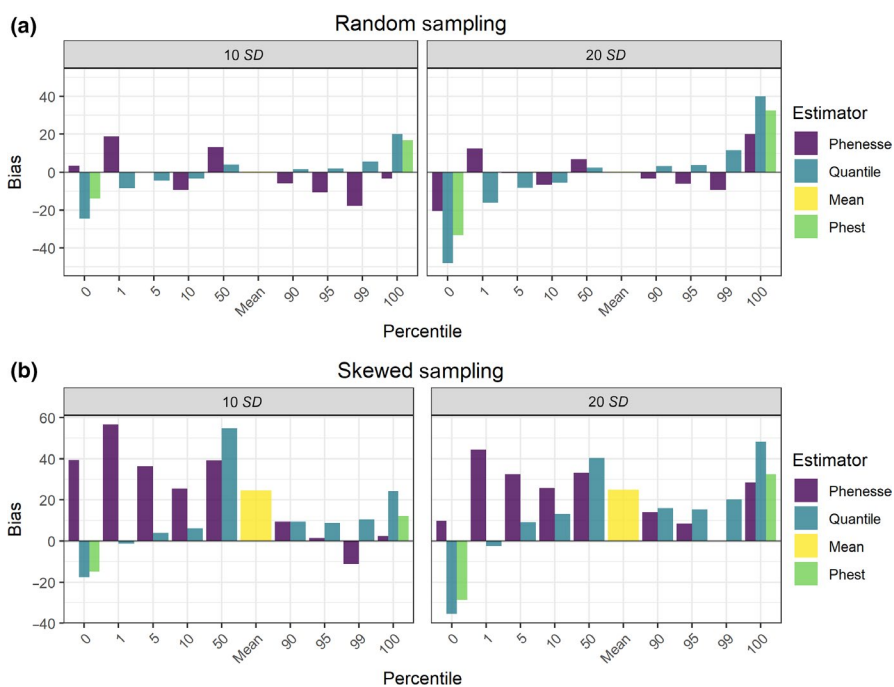 (a) Random sampling
10 SD
20 SD
Bias
40
20
0
−20
−40
0 1 5 10 50 Mean 90 95 99 100
0 1 5 10 50 Mean 90 95 99 100
Percentile
Estimator
Phenesse
Quantile
Mean
Phest
(b) Skewed sampling
10 SD
20 SD
Bias
60
40
20
0
−20
−40
0 1 5 10 50 Mean 90 95 99 100
0 1 5 10 50 Mean 90 95 99 100
Percentile
Estimator
Phenesse
Quantile
Mean
Phest